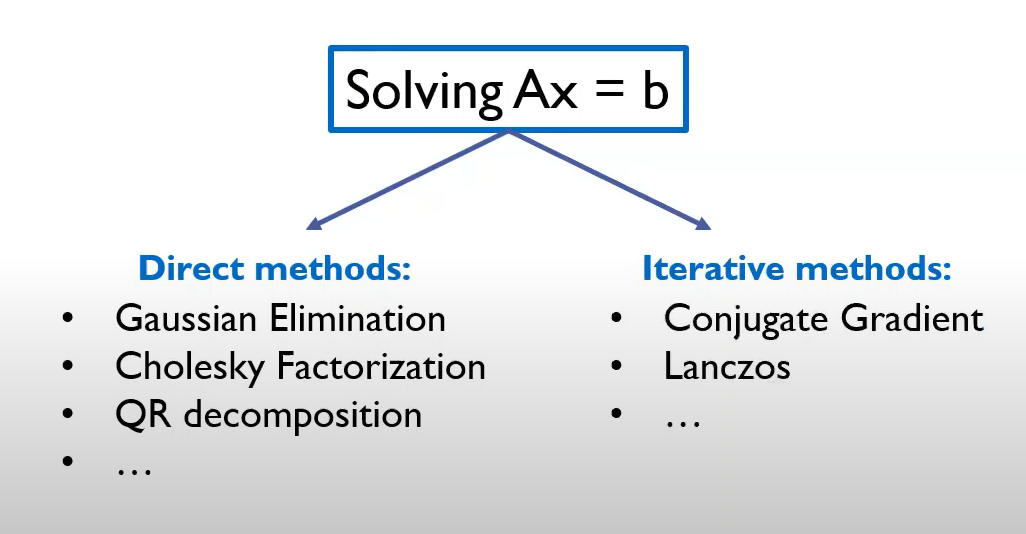 Solving Ax = b
Direct methods:
• Gaussian Elimination
• Cholesky Factorization
• QR decomposition
• ...
Iterative methods:
• Conjugate Gradient
• Lanczos
• ...